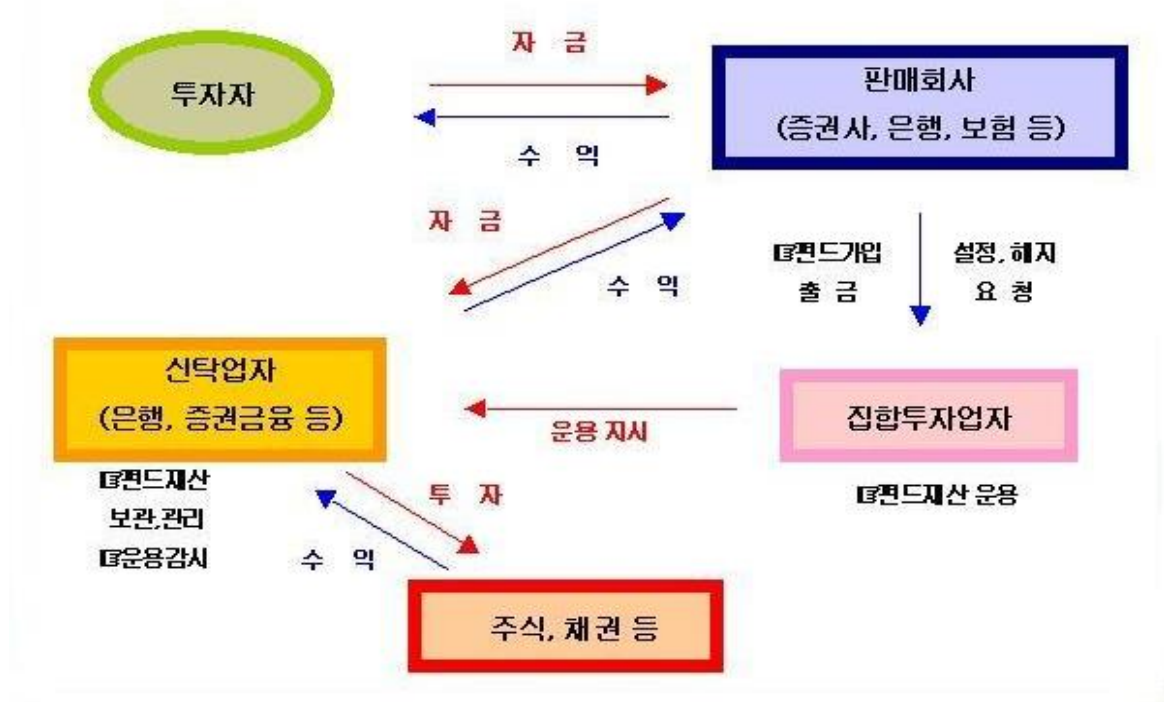 자 금
투자자
판매회사
(증권사, 은행, 보험 등)
수 익
자 금
수 익
☞펀드가입
출 금
설정, 해지
요 청
신탁업자
(은행, 증권금융 등)
운용 지시
집합투자업자
☞펀드재산
보관,관리
☞운용감시
☞펀드재산 운용
투 자
수 익
주식, 채권 등